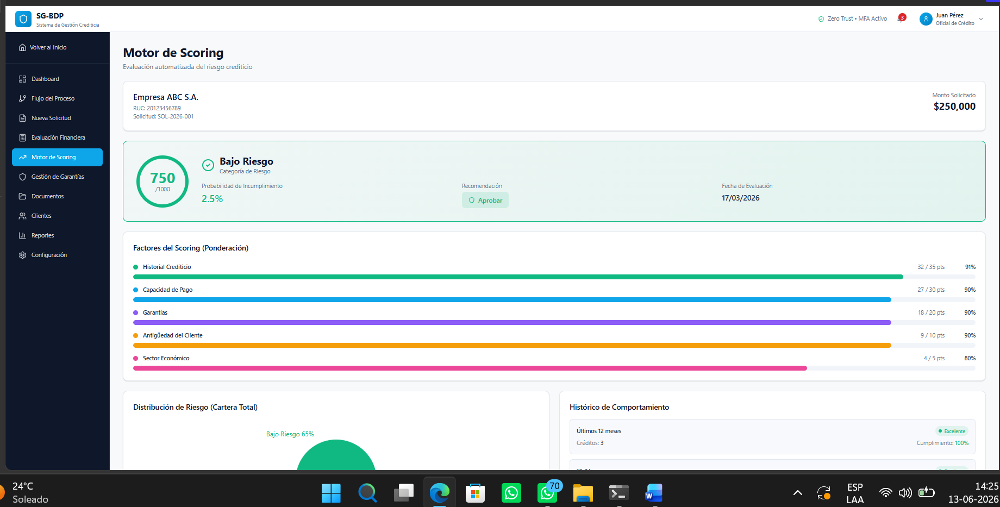 SG-BDP
Sistema de Gestión Crediticia
Zero Trust • MFA Activo
3
Juan Pérez
Oficial de Crédito
Volver al Inicio
Dashboard
Flujo del Proceso
Nueva Solicitud
Evaluación Financiera
Motor de Scoring
Gestión de Garantías
Documentos
Clientes
Reportes
Configuración
Motor de Scoring
Evaluación automatizada del riesgo crediticio
Empresa ABC S.A.
RUC: 20123456789
Solicitud: SOL-2026-001
Monto Solicitado
$250,000
750
/1000
Bajo Riesgo
Categoría de Riesgo
Probabilidad de Incumplimiento
2.5%
Recomendación
Aprobar
Fecha de Evaluación
17/03/2026
Factores del Scoring (Ponderación)
Historial Crediticio 32 / 35 pts 91%
Capacidad de Pago 27 / 30 pts 90%
Garantías 18 / 20 pts 90%
Antigüedad del Cliente 9 / 10 pts 90%
Sector Económico 4 / 5 pts 80%
Distribución de Riesgo (Cartera Total)
Bajo Riesgo 65%
Histórico de Comportamiento
Últimos 12 meses Excelente
Créditos: 3 Cumplimiento: 100%
24°C
Soleado
70
W
ESP
LAA
14:25
13-06-2026